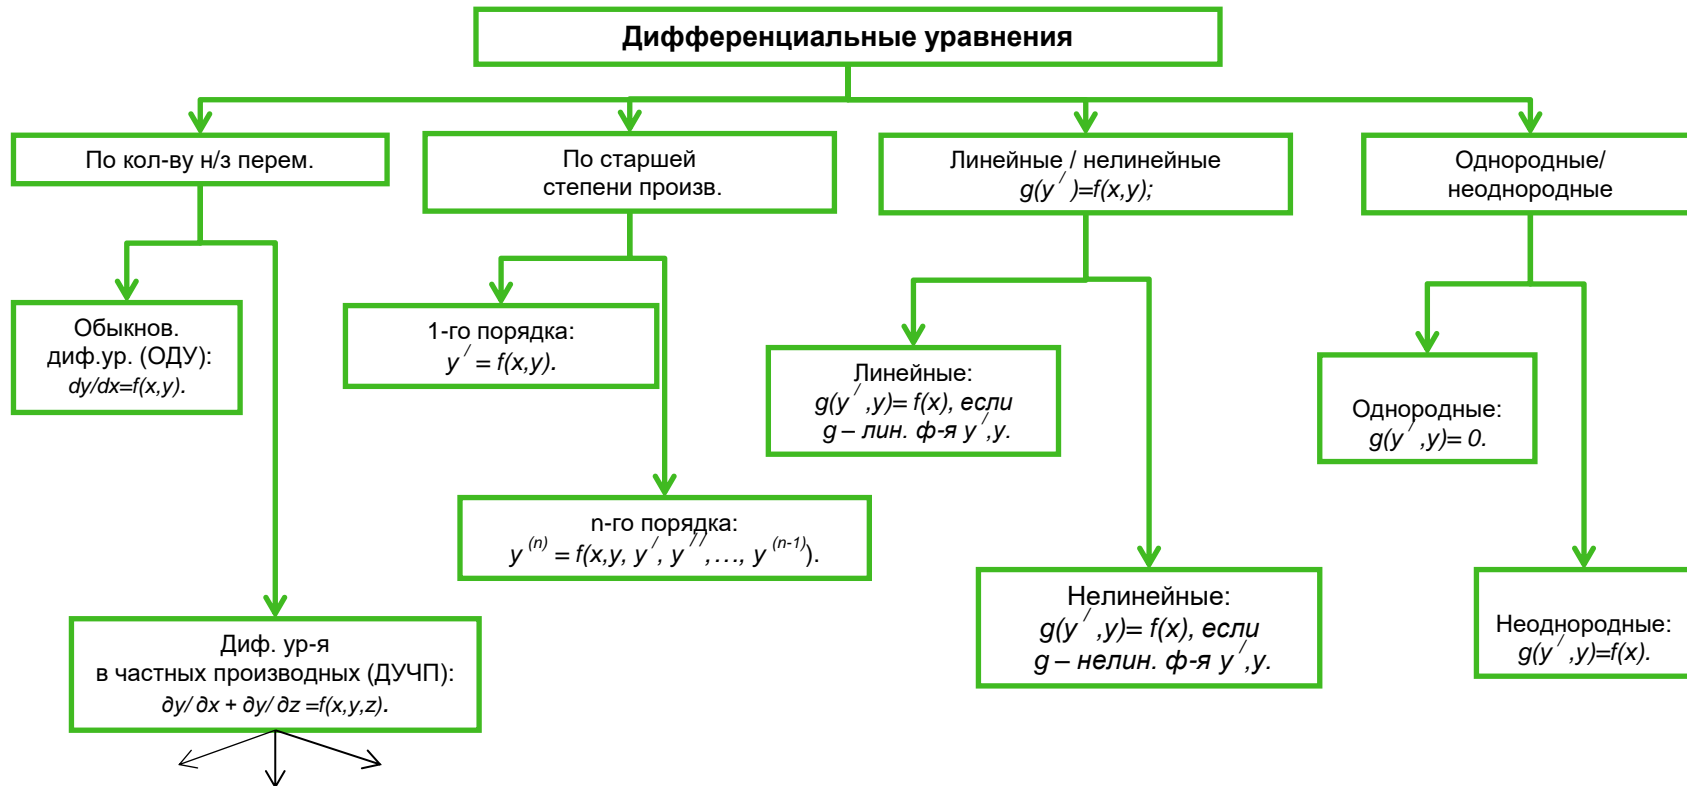 Дифференциальные уравнения
По кол-ву н/з перем.
По старшей
степени произв.
Линейные / нелинейные
g(y ′ )=f(x,y);
Однородные/
неоднородные
Обыкнов.
диф.ур. (ОДУ):
dy/dx=f(x,y).
1-го порядка:
y ′ = f(x,y).
Линейные:
g(y ′ ,y)= f(x), если
g – лин. ф-я y ′,y.
Однородные:
g(y ′ ,y)= 0.
n-го порядка:
y (n) = f(x,y, y ′, y ′′,…, y (n-1)).
Нелинейные:
g(y ′ ,y)= f(x), если
g – нелин. ф-я y ′,y.
Неоднородные:
g(y ′ ,y)=f(x).
Диф. ур-я
в частных производных (ДУЧП):
∂y/ ∂x + ∂y/ ∂z =f(x,y,z).